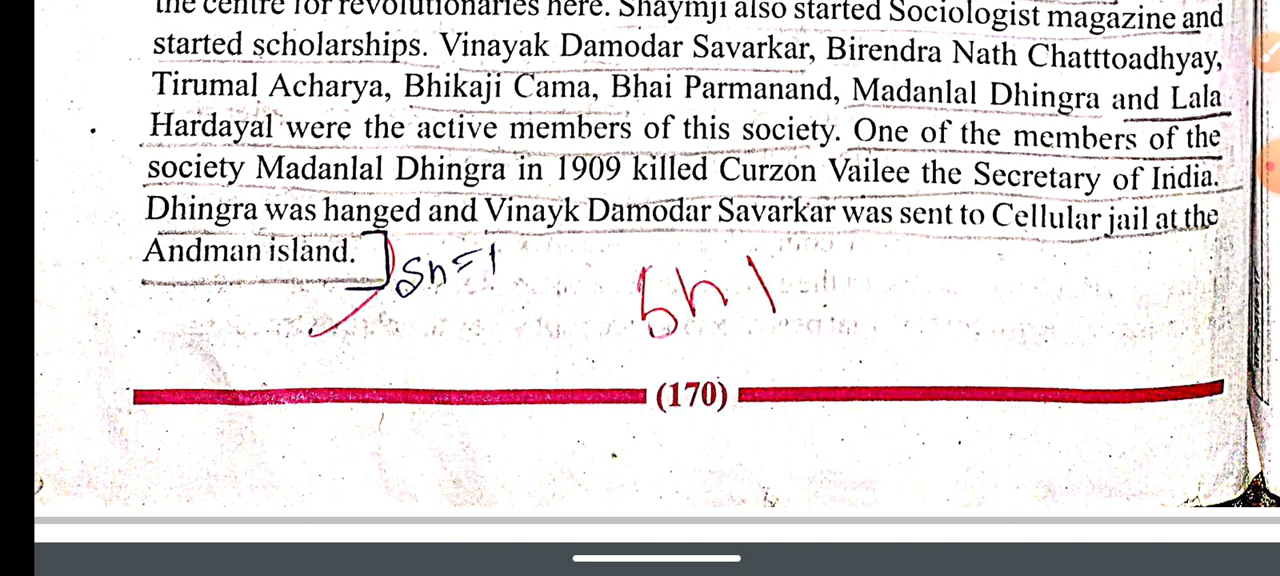 the centre for revolutionaries here. Shaymji also started Sociologist magazine and
started scholarships. Vinayak Damodar Savarkar, Birendra Nath Chatttoadhyay,
Tirumal Acharya, Bhikaji Cama, Bhai Parmanand, Madanlal Dhingra and Lala
Hardayal were the active members of this society. One of the members of the
society Madanlal Dhingra in 1909 killed Curzon Vailee the Secretary of India.
Dhingra was hanged and Vinayk Damodar Savarkar was sent to Cellular jail at the
Andman island.
Sh=1
Sh 1
(170)